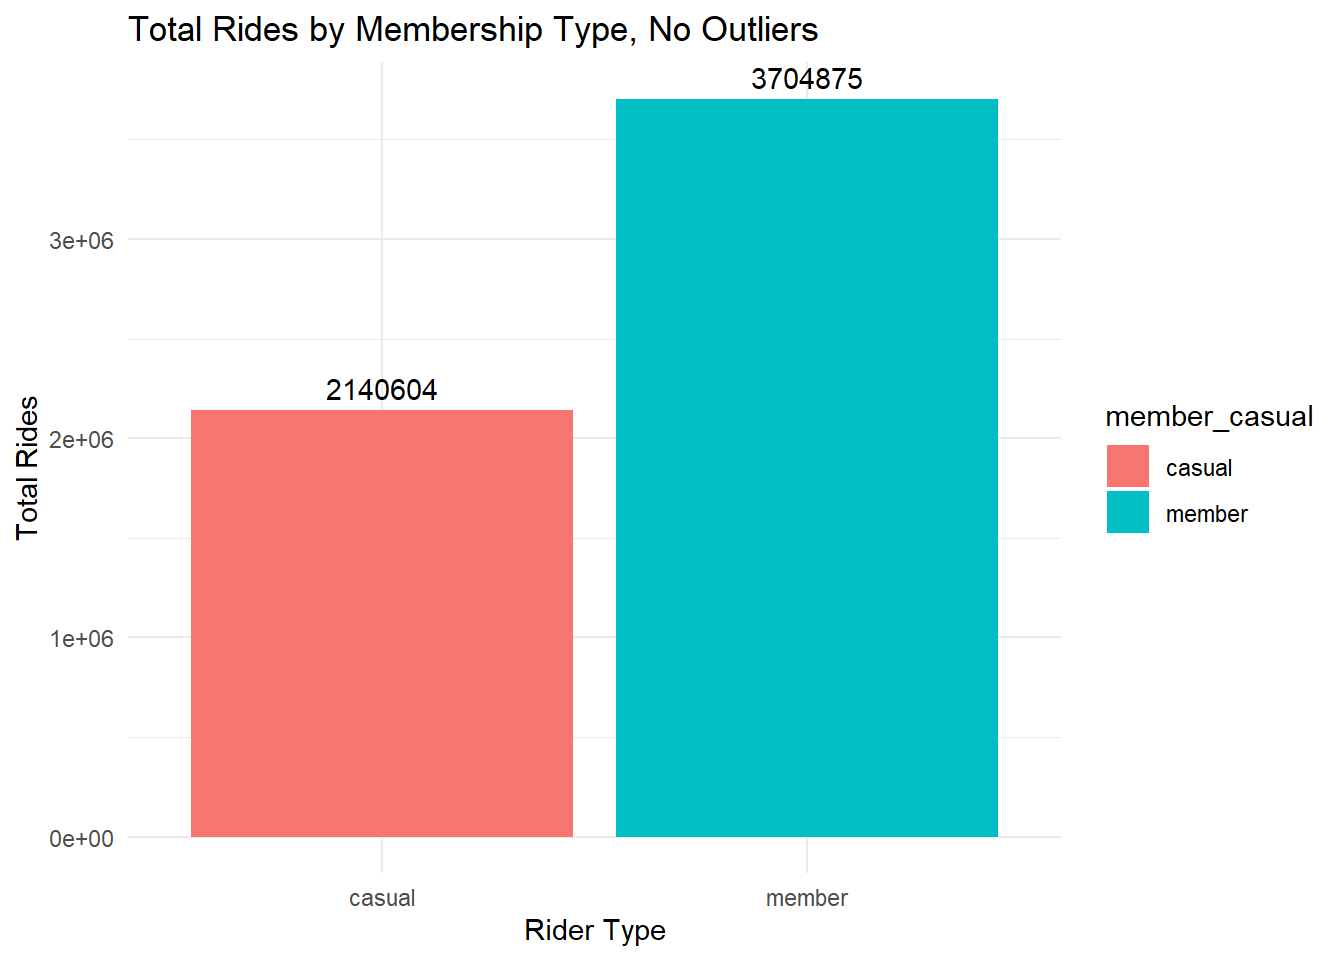 Total Rides by Membership Type, No Outliers
3704875
2140604
3e+06
2e+06
1e+06
0e+00
Total Rides
casual
member
Rider Type
member_casual
casual
member